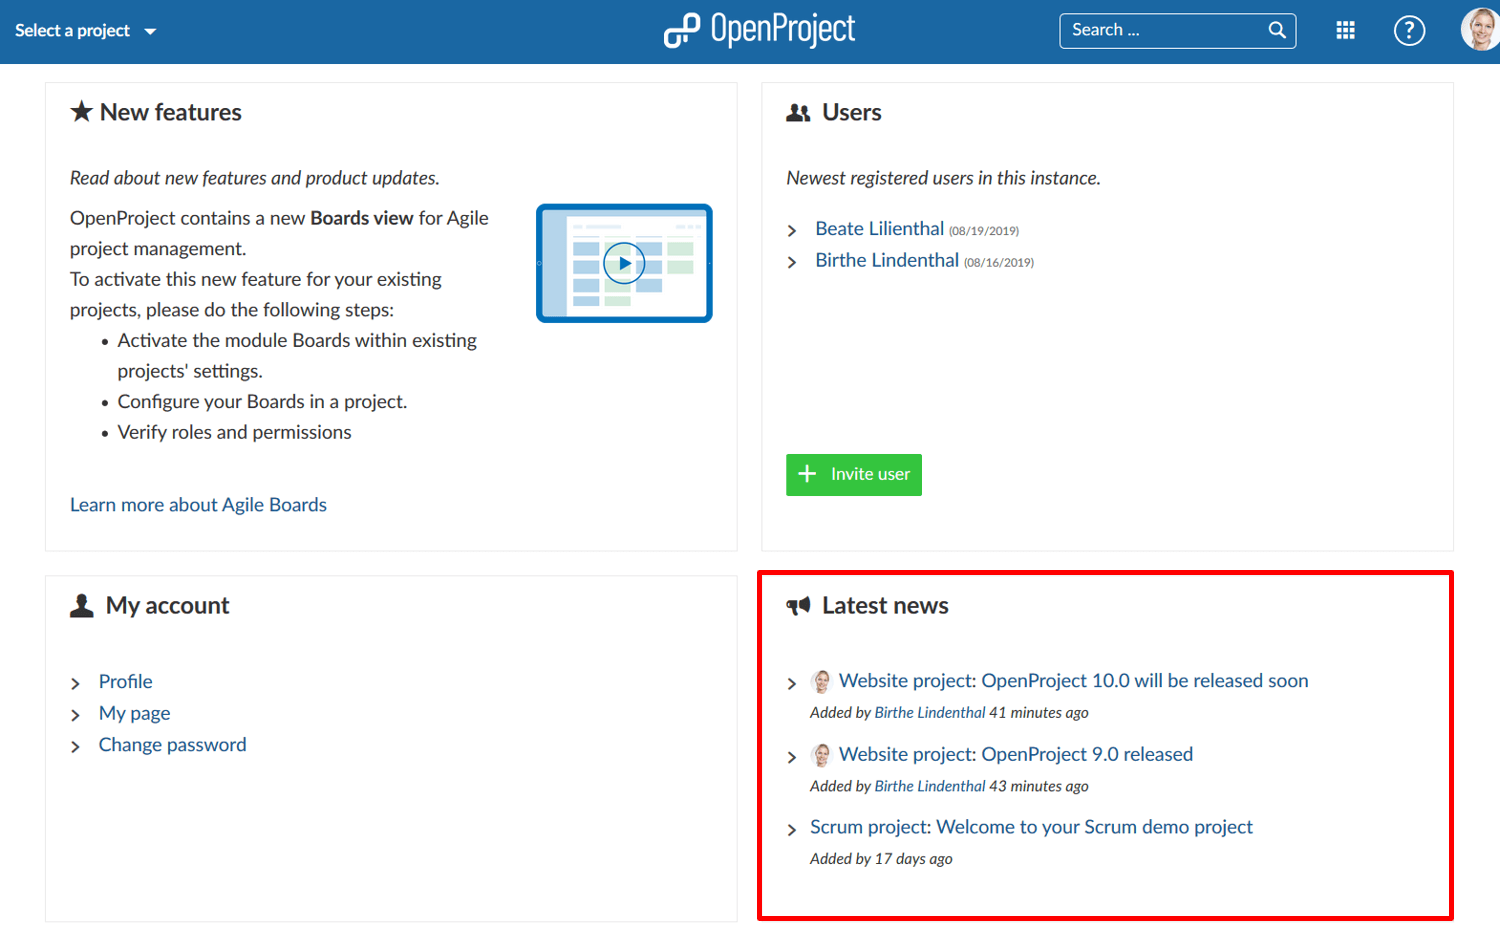 Select a project
OpenProject
Search ...
?
New features
Read about new features and product updates.
OpenProject contains a new Boards view for Agile
project management.
To activate this new feature for your existing
projects, please do the following steps:
• Activate the module Boards within existing
projects' settings.
• Configure your Boards in a project.
• Verify roles and permissions
Learn more about Agile Boards
Users
Newest registered users in this instance.
Beate Lilienthal (08/19/2019)
Birthe Lindenthal (08/16/2019)
+ Invite user
My account
Profile
My page
Change password
Latest news
Website project: OpenProject 10.0 will be released soon
Added by Birthe Lindenthal 41 minutes ago
Website project: OpenProject 9.0 released
Added by Birthe Lindenthal 43 minutes ago
Scrum project: Welcome to your Scrum demo project
Added by 17 days ago